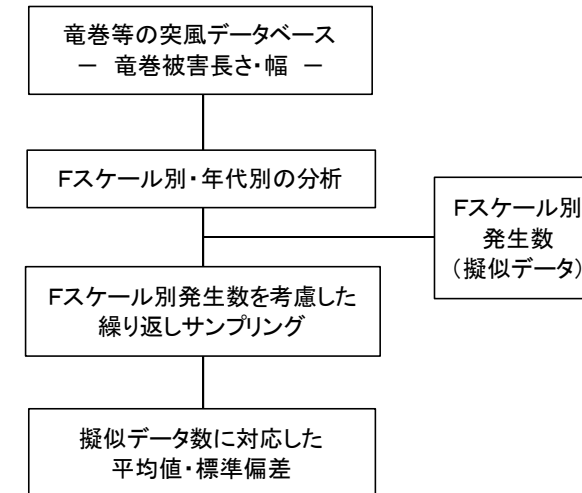 竜巻等の突風データベース
－ 竜巻被害長さ・幅 －
Fスケール別・年代別の分析
Fスケール別
発生数
（擬似データ）
Fスケール別発生数を考慮した
繰り返しサンプリング
擬似データ数に対応した
平均値・標準偏差